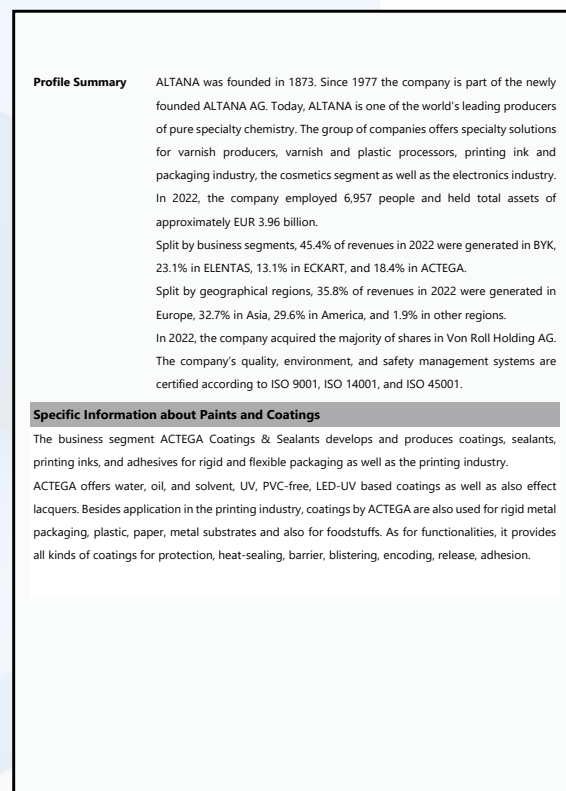 Profile Summary
ALTANA was founded in 1873. Since 1977 the company is part of the newly
founded ALTANA AG. Today, ALTANA is one of the world's leading producers
of pure specialty chemistry. The group of companies offers specialty solutions
for varnish producers, varnish and plastic processors, printing ink and
packaging industry, the cosmetics segment as well as the electronics industry.
In 2022, the company employed 6,957 people and held total assets of
approximately EUR 3.96 billion.
Split by business segments, 45.4% of revenues in 2022 were generated in BYK,
23.1% in ELENTAS, 13.1% in ECKART, and 18.4% in ACTEGA.
Split by geographical regions, 35.8% of revenues in 2022 were generated in
Europe, 32.7% in Asia, 29.6% in America, and 1.9% in other regions.
In 2022, the company acquired the majority of shares in Von Roll Holding AG.
The company's quality, environment, and safety management systems are
certified according to ISO 9001, ISO 14001, and ISO 45001.
Specific Information about Paints and Coatings
The business segment ACTEGA Coatings & Sealants develops and produces coatings, sealants,
printing inks, and adhesives for rigid and flexible packaging as well as the printing industry.
ACTEGA offers water, oil, and solvent, UV, PVC-free, LED-UV based coatings as well as also effect
lacquers. Besides application in the printing industry, coatings by ACTEGA are also used for rigid metal
packaging, plastic, paper, metal substrates and also for foodstuffs. As for functionalities, it provides
all kinds of coatings for protection, heat-sealing, barrier, blistering, encoding, release, adhesion.